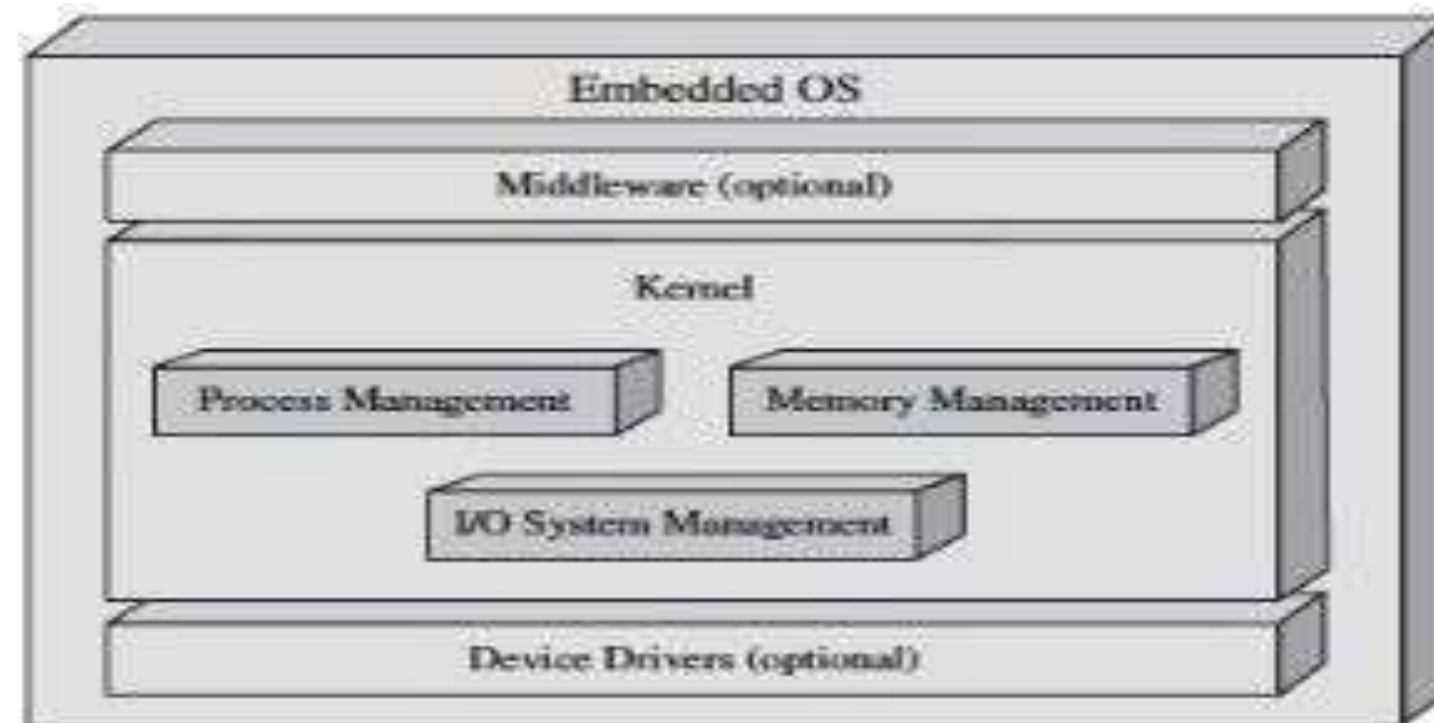 Embedded OS
Middleware (optional)
Kernel
Process Management
Memory Management
I/O System Management
Device Drivers (optional)